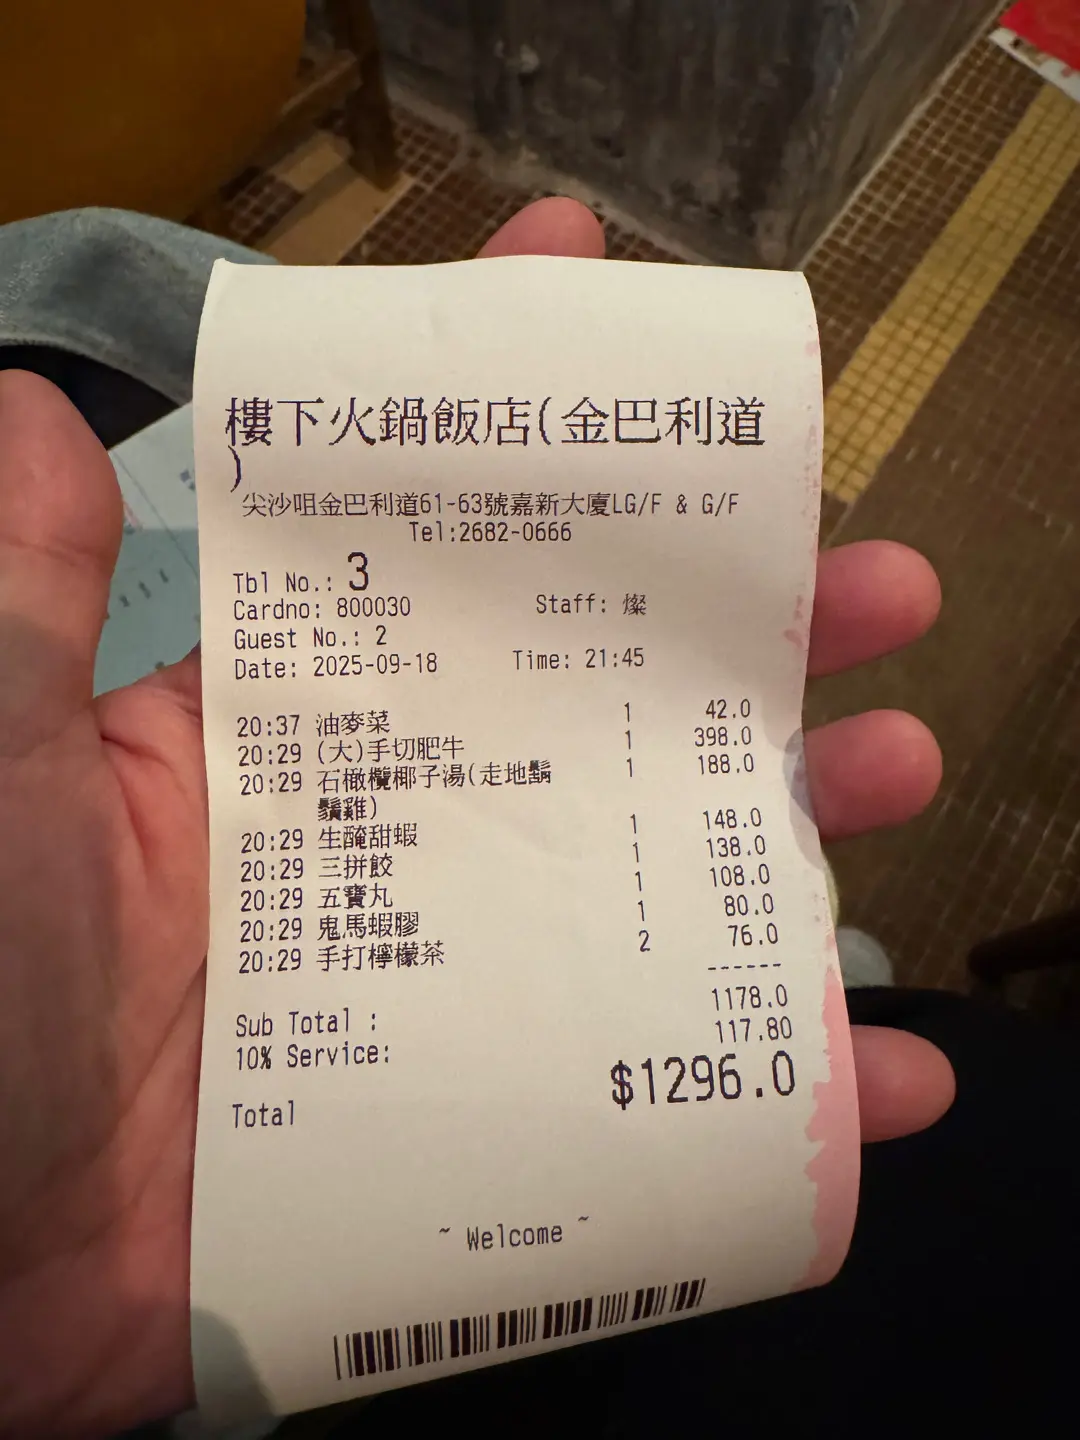 樓下火鍋飯店(金巴利道
)
尖沙咀金巴利道61-63號嘉新大廈LG/F & G/F
Tel:2682-0666
Tbl No.: 3
Cardno: 800030 Staff: 燦
Guest No.: 2
Date: 2025-09-18 Time: 21:45
20:37 油麥菜 1 42.0
20:29 (大)手切肥牛 1 398.0
20:29 石橄欖椰子湯(走地鬍 1 188.0
鬚雞)
20:29 生醃甜蝦 1 148.0
20:29 三拼餃 1 138.0
20:29 五寶丸 1 108.0
20:29 鬼馬蝦膠 1 80.0
20:29 手打檸檬茶 2 76.0
------
Sub Total : 1178.0
10% Service: 117.80
Total $1296.0
~ Welcome ~